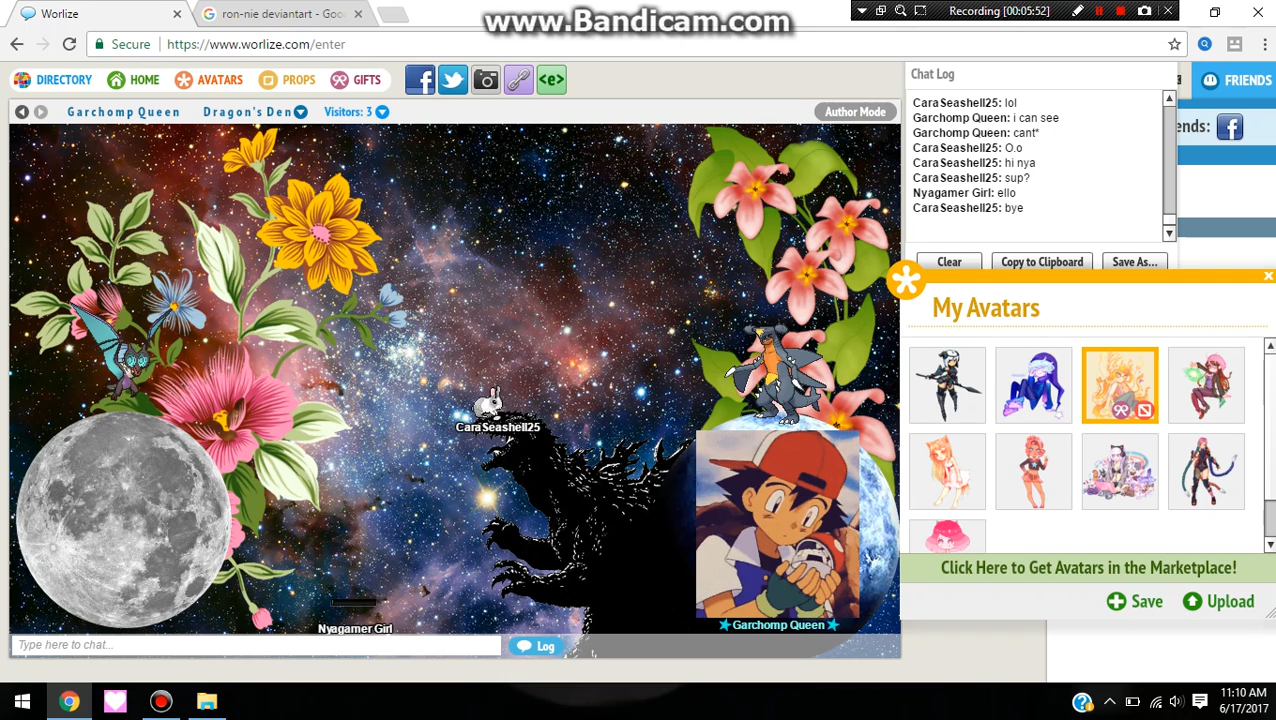 Worlize
ron-nie deviantart - Goo
www.Bandicam.com
Recording [00:05:52]
Secure
https://www.worlize.com/enter
DIRECTORY
HOME
AVATARS
PROPS
GIFTS
<e>
Chat Log
FRIENDS
ends:
Garchomp Queen
Dragon's Den
Visitors: 3
Author Mode
CaraSeashell25: lol
Garchomp Queen: i can see
Garchomp Queen: cant*
CaraSeashell25: O.o
CaraSeashell25: hi nya
CaraSeashell25: sup?
Nyagamer Girl: ello
CaraSeashell25: bye
Clear
Copy to Clipboard
Save As...
My Avatars
CaraSeashell25
Nyagamer Girl
Garchomp Queen
Click Here to Get Avatars in the Marketplace!
Save
Upload
Type here to chat...
Log
11:10 AM
6/17/2017